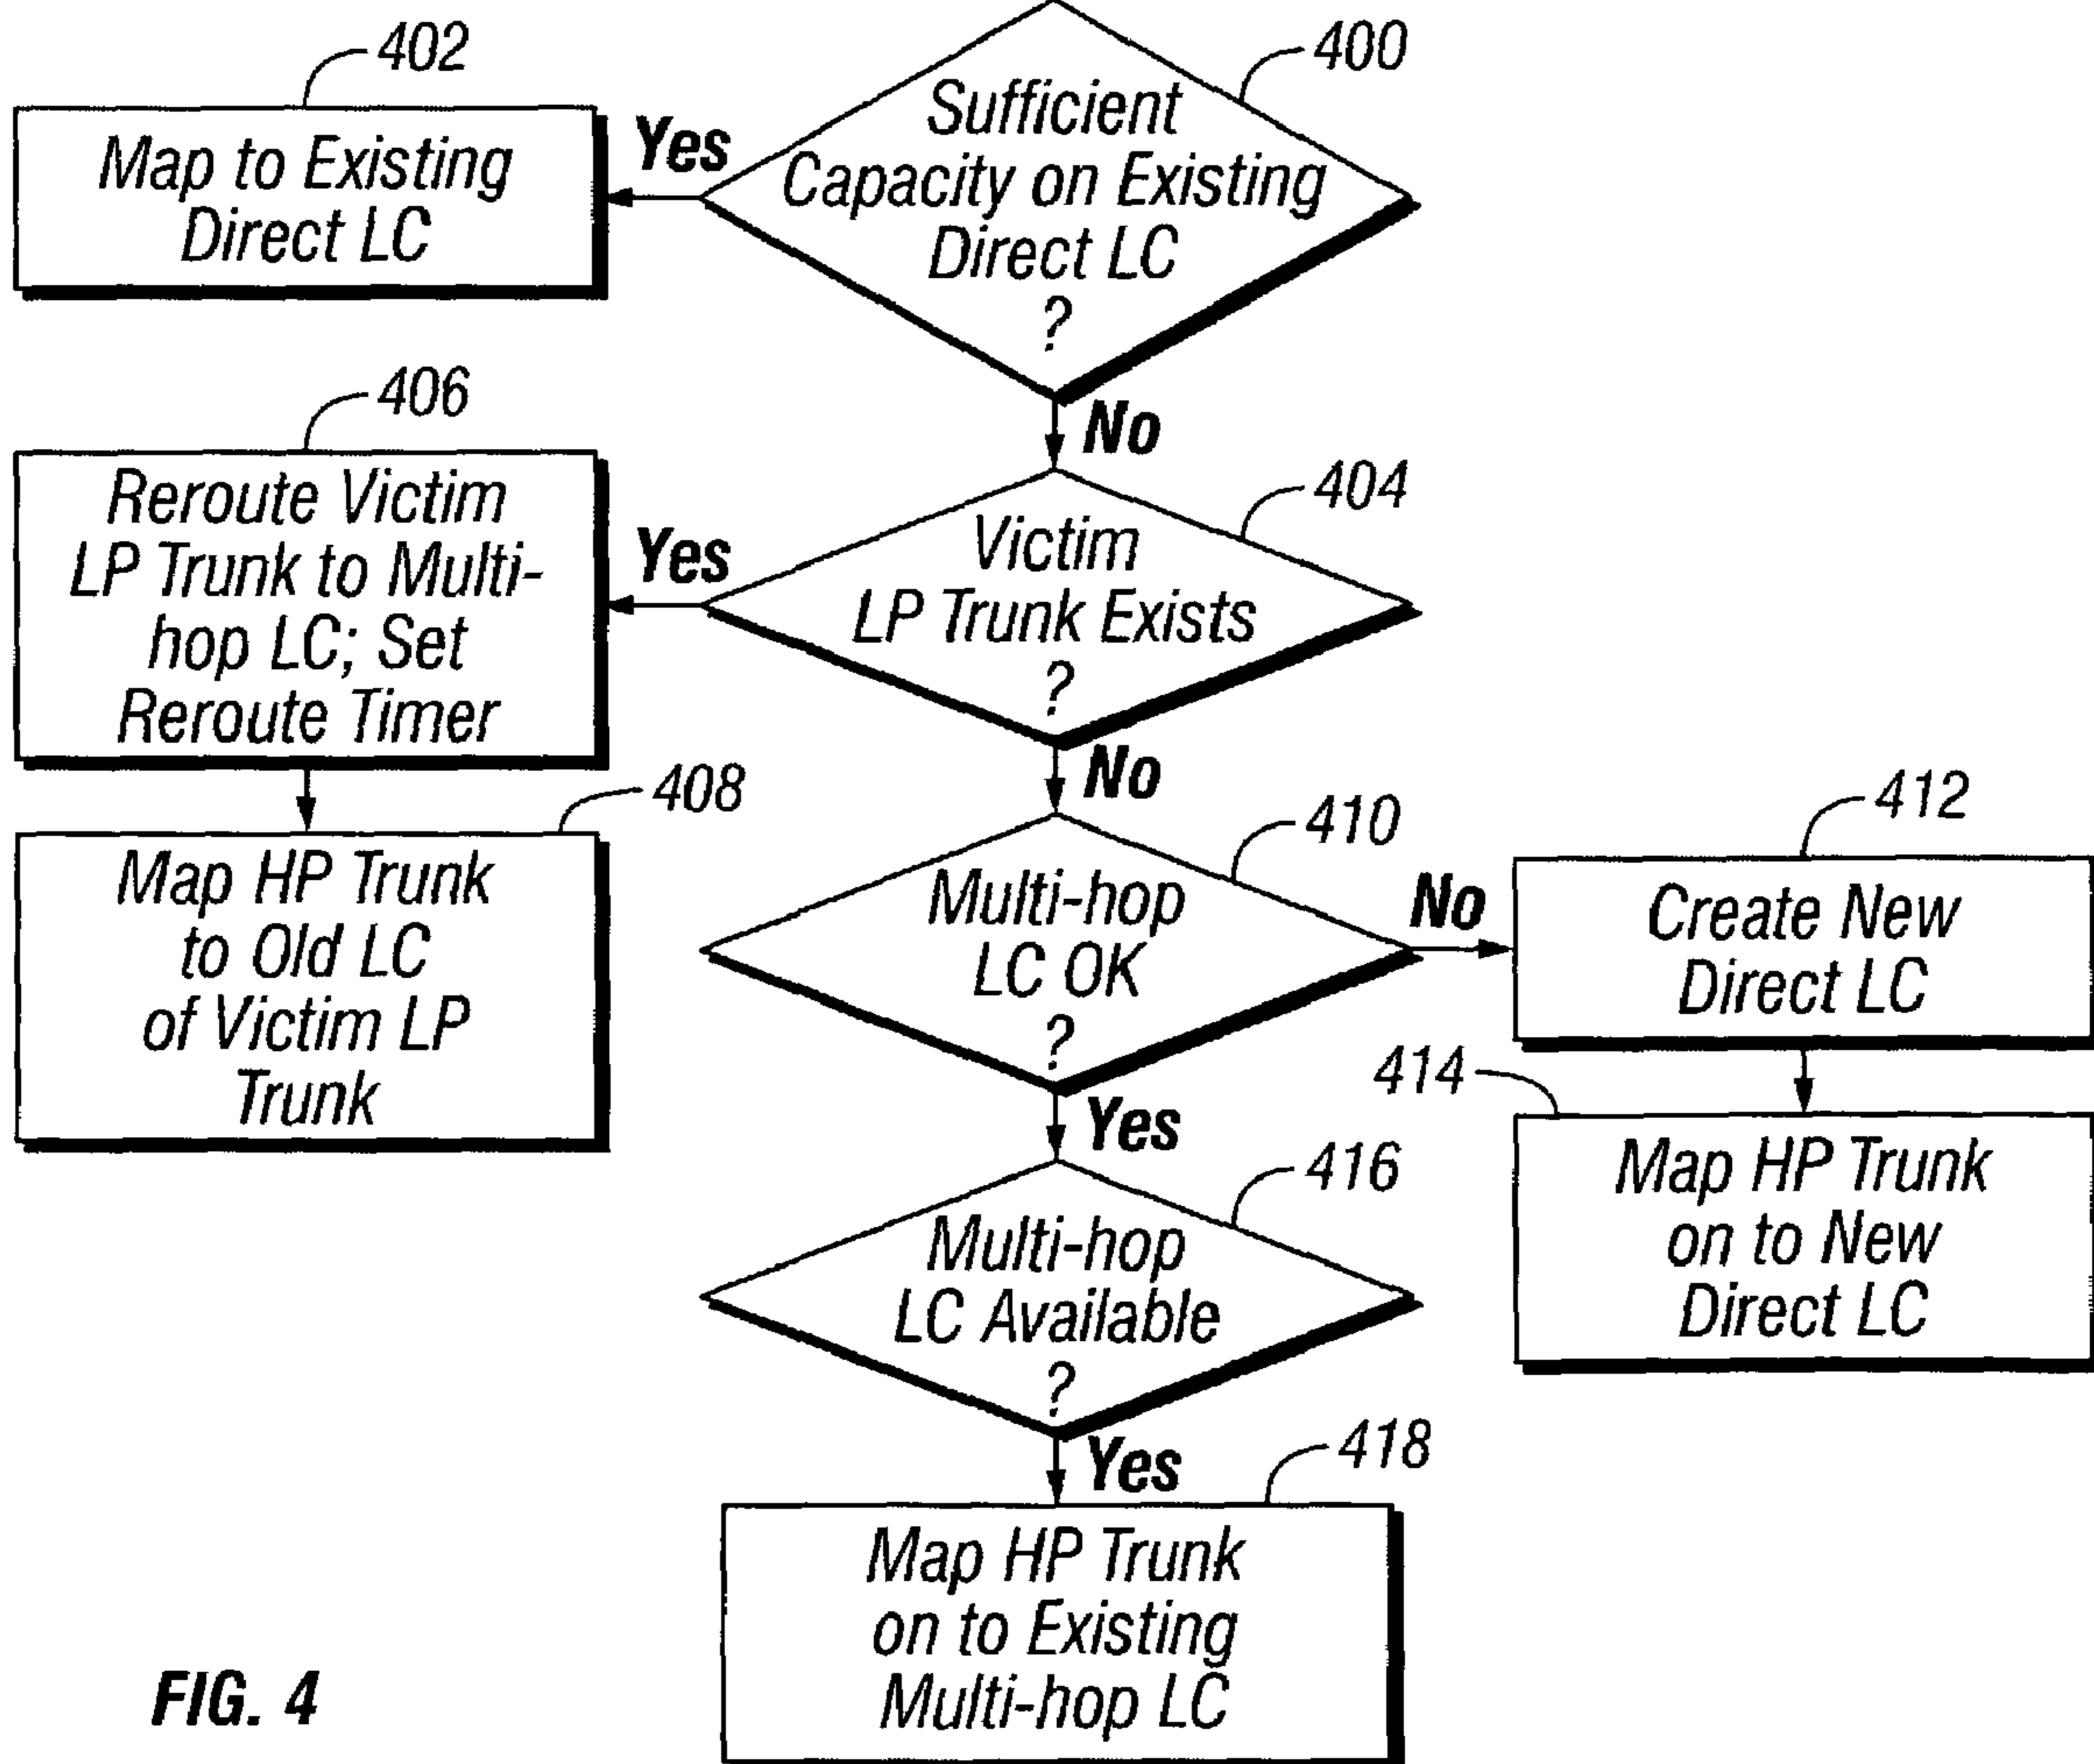 400
Sufficient
Capacity on Existing
Direct LC
?
Yes
402
Map to Existing
Direct LC
No
404
Victim
LP Trunk Exists
?
Yes
406
Reroute Victim
LP Trunk to Multi-
hop LC; Set
Reroute Timer
408
Map HP Trunk
to Old LC
of Victim LP
Trunk
No
410
Multi-hop
LC OK
?
No
412
Create New
Direct LC
414
Map HP Trunk
on to New
Direct LC
Yes
416
Multi-hop
LC Available
?
Yes
418
Map HP Trunk
on to Existing
Multi-hop LC
FIG. 4